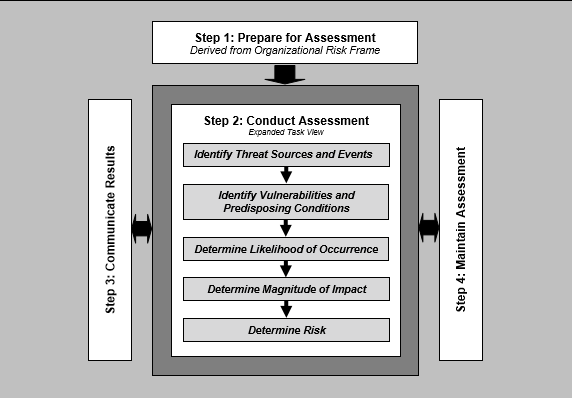 Step 1: Prepare for Assessment
Derived from Organizational Risk Frame
Step 3: Communicate Results
Step 2: Conduct Assessment
Expanded Task View
Identify Threat Sources and Events
Identify Vulnerabilities and
Predisposing Conditions
Determine Likelihood of Occurrence
Determine Magnitude of Impact
Determine Risk
Step 4: Maintain Assessment